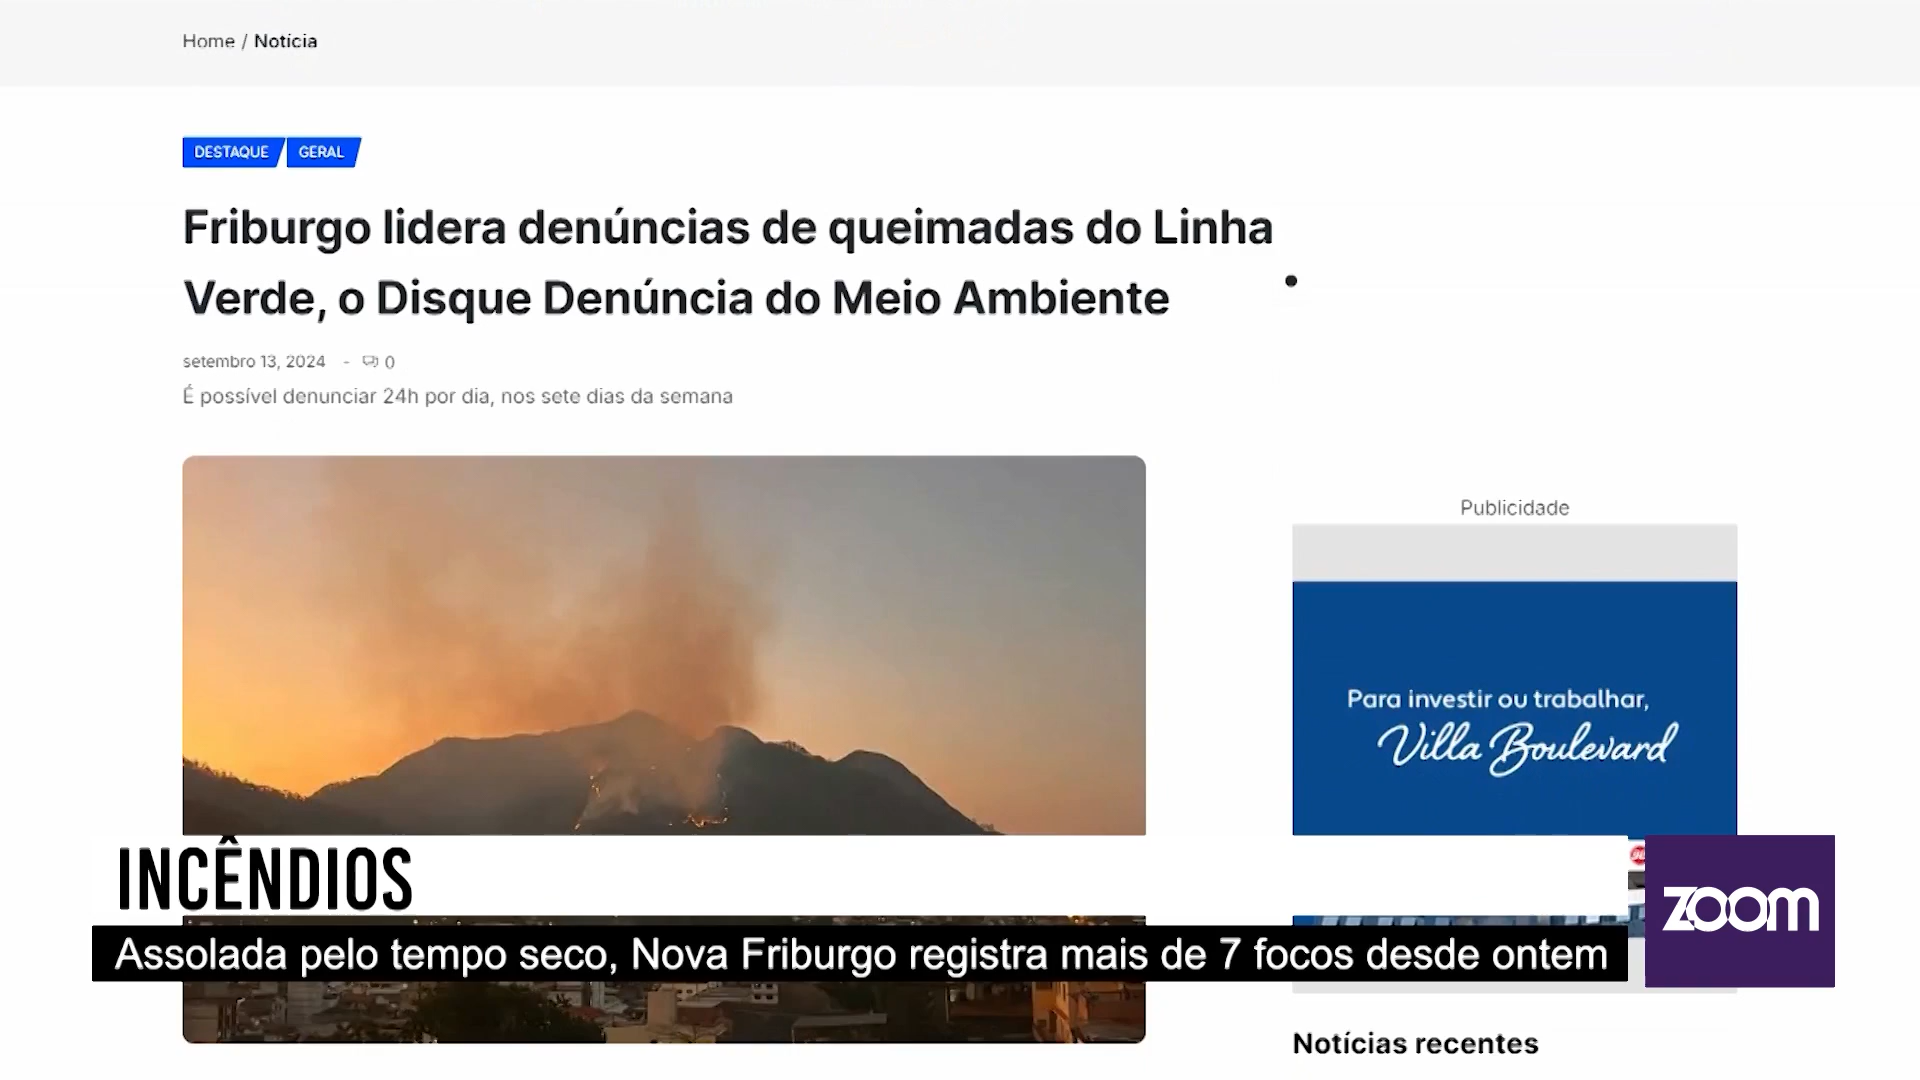 Home / Notícia
DESTAQUE
GERAL
Friburgo lidera denúncias de queimadas do Linha
Verde, o Disque Denúncia do Meio Ambiente
setembro 13, 2024 - 0
É possível denunciar 24h por dia, nos sete dias da semana
Publicidade
Para investir ou trabalhar,
Villa Boulevard
INCÊNDIOS
zoom
Assolada pelo tempo seco, Nova Friburgo registra mais de 7 focos desde ontem
Notícias recentes